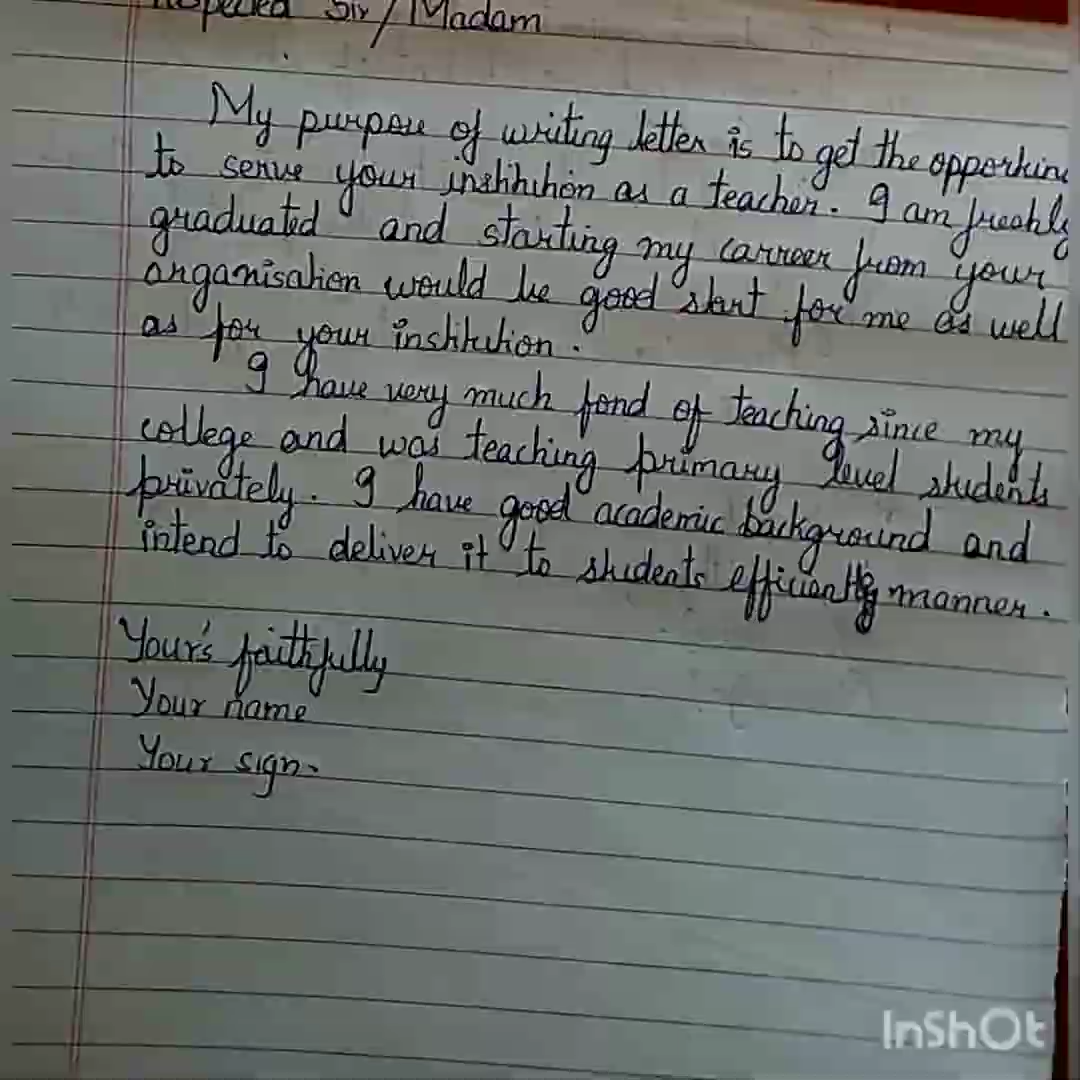 Respected Sir/Madam
My purpose of writing letter is to get the opportun
to serve your institution as a teacher. I am freshly
graduated and starting my carreer from your
organisation would be good start for me as well
as for your institution.
I have very much fond of teaching since my
college and was teaching primary level students
privately. I have good academic background and
intend to deliver it to students efficiently manner.
Your's faithfully
Your name
Your sign.
InShOt